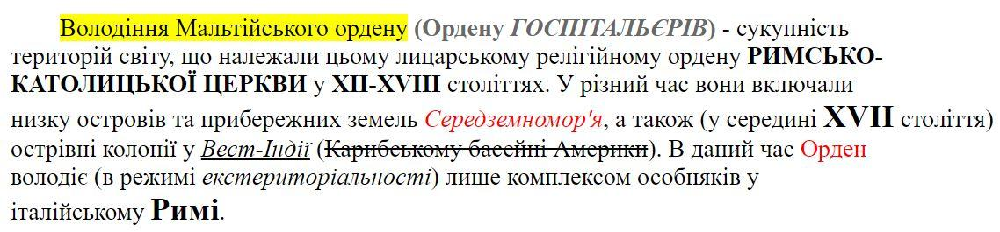 Володіння Мальтійського ордену (Ордену ГОСПІТАЛЬЄРІВ) - сукупність
територій світу, що належали цьому лицарському релігійному ордену РИМСЬКО-
КАТОЛИЦЬКОЇ ЦЕРКВИ у XII-XVIII століттях. У різний час вони включали
низку островів та прибережних земель Середземномор'я, а також (у середині XVII століття)
острівні колонії у Вест-Індії (Карибському басейні Америки). В даний час Орден
володіє (в режимі екстериторіальності) лише комплексом особняків у
італійському Римі.